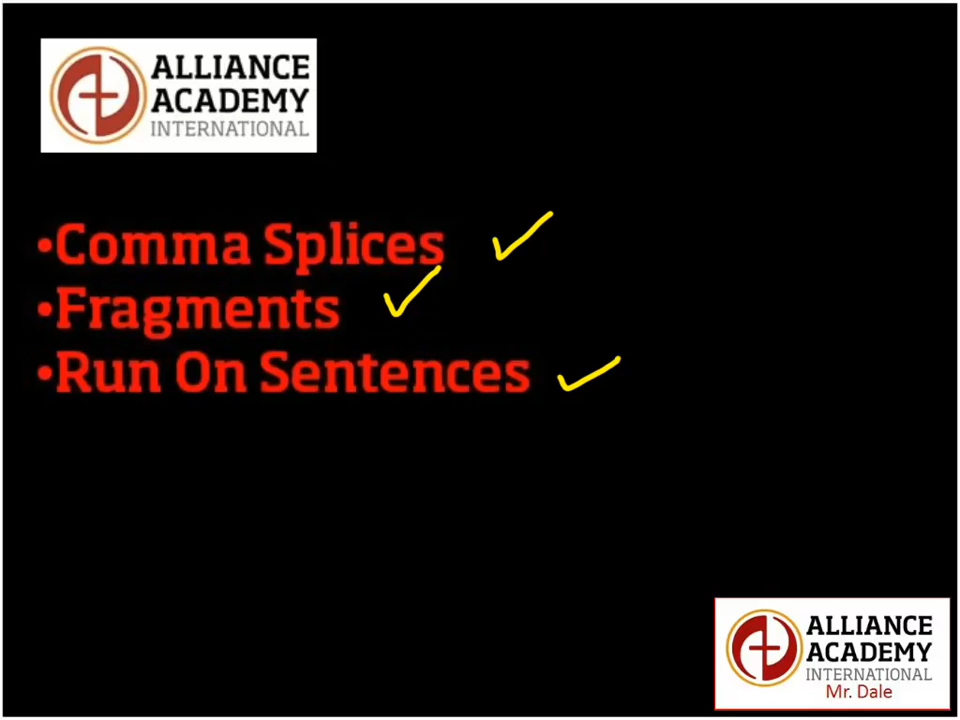 ALLIANCE
ACADEMY
INTERNATIONAL
•Comma Splices
•Fragments
•Run On Sentences
ALLIANCE
ACADEMY
INTERNATIONAL
Mr. Dale